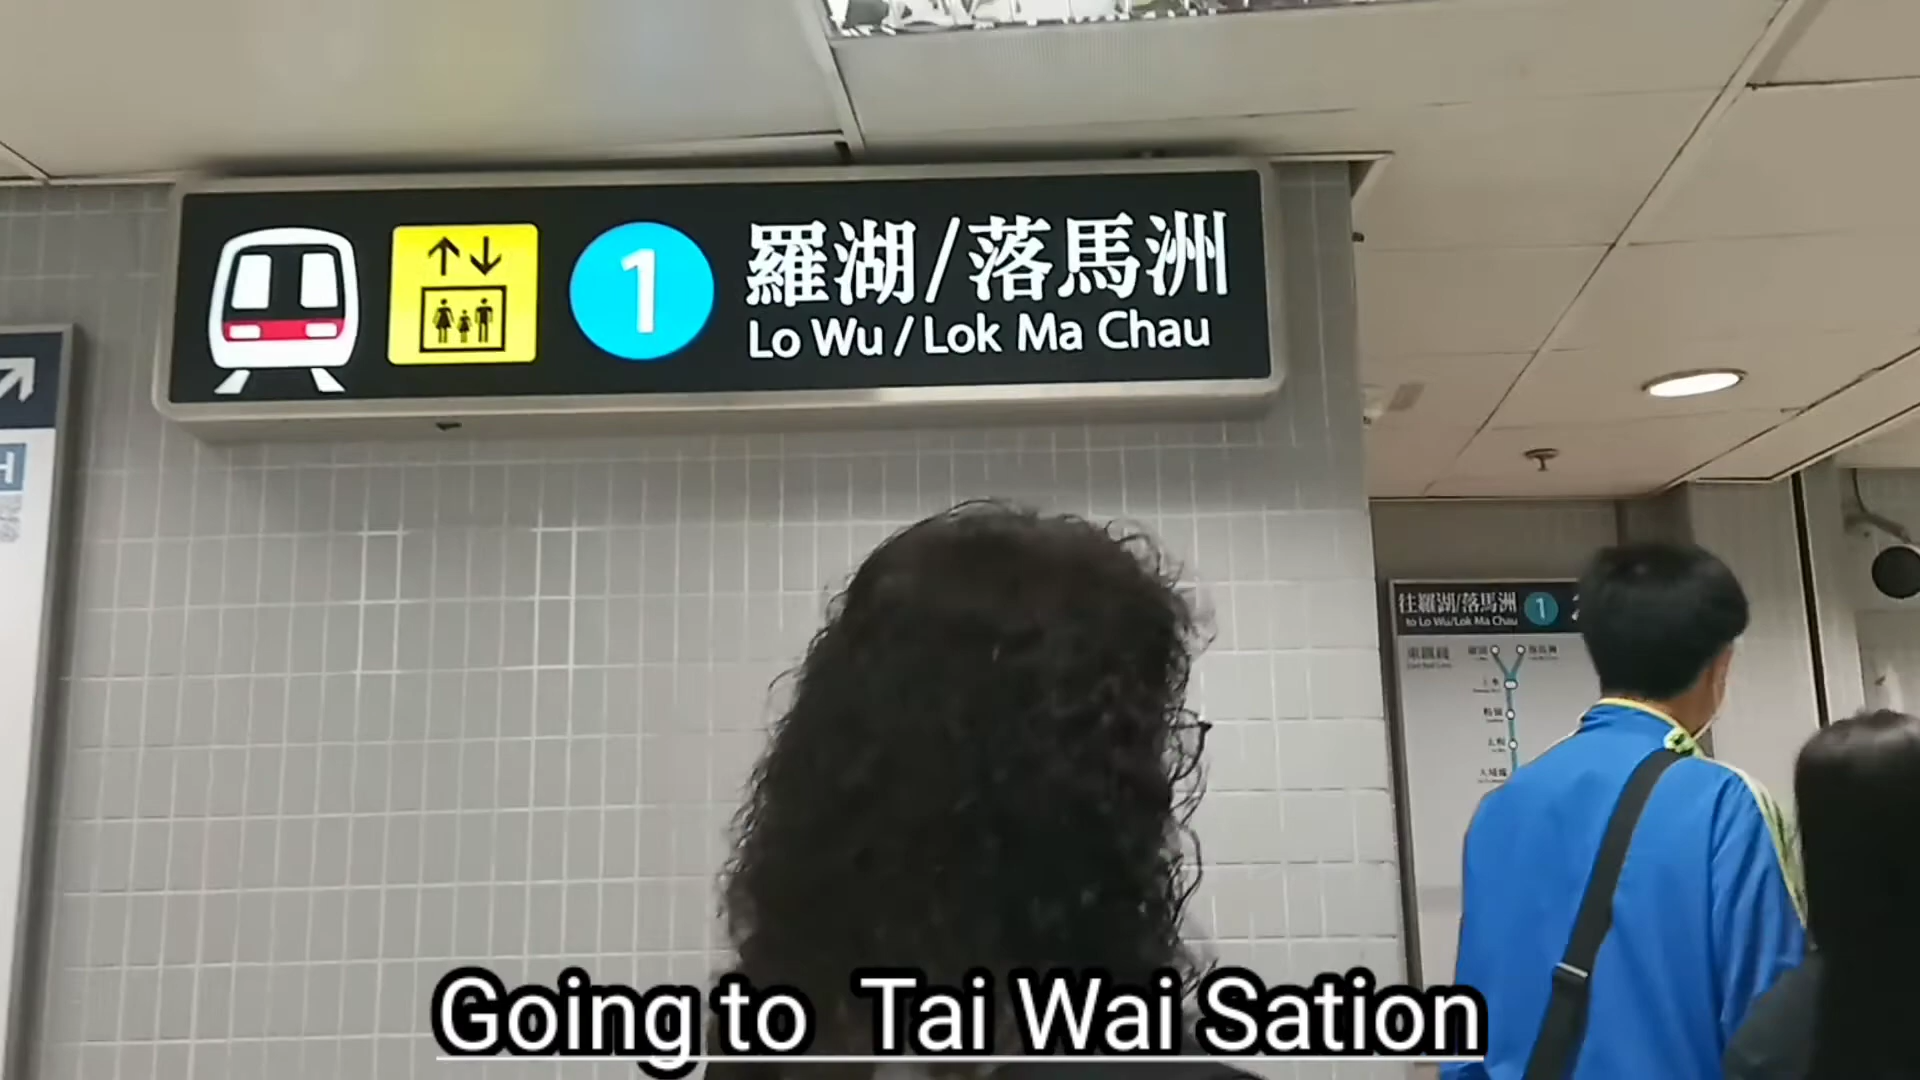 1
羅湖/落馬洲
Lo Wu / Lok Ma Chau
H
往羅湖/落馬洲 1
to Lo Wu/Lok Ma Chau
Going to Tai Wai Sation